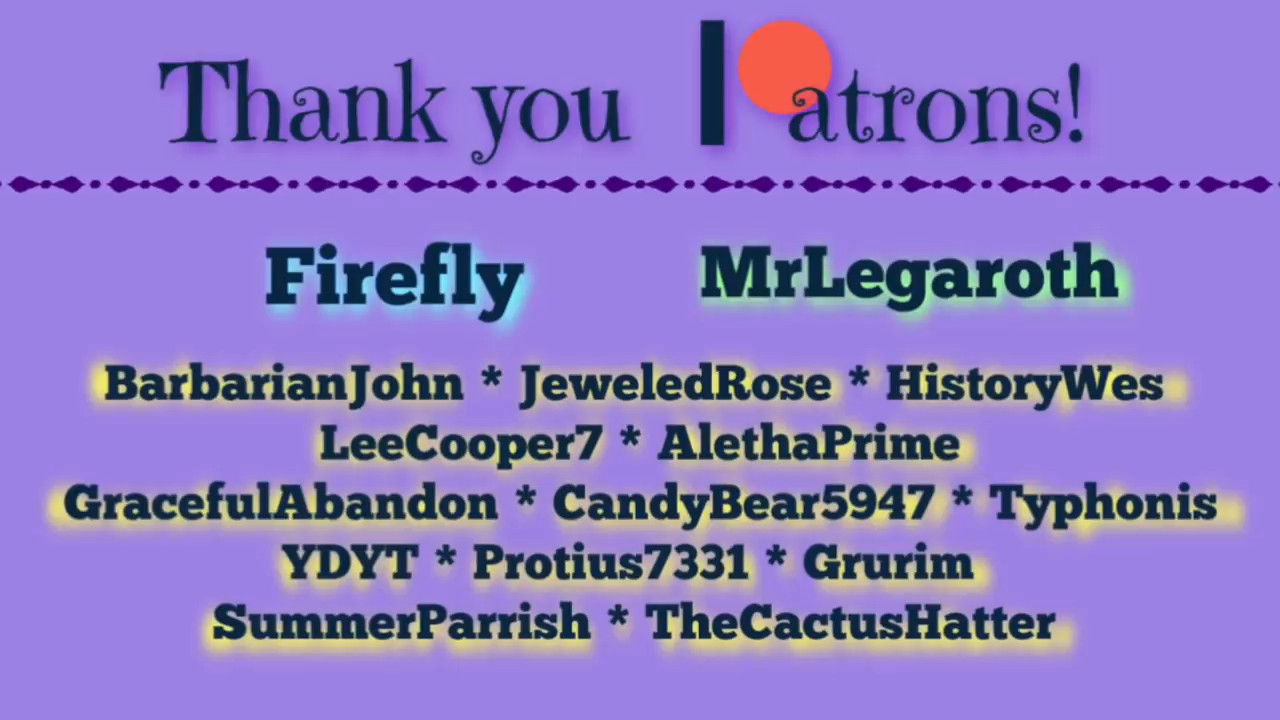 Thank you Patrons!
Firefly MrLegaroth
BarbarianJohn * JeweledRose * HistoryWes
LeeCooper7 * AlethaPrime
GracefulAbandon * CandyBear5947 * Typhonis
YDYT * Protius7331 * Grurim
SummerParrish * TheCactusHatter